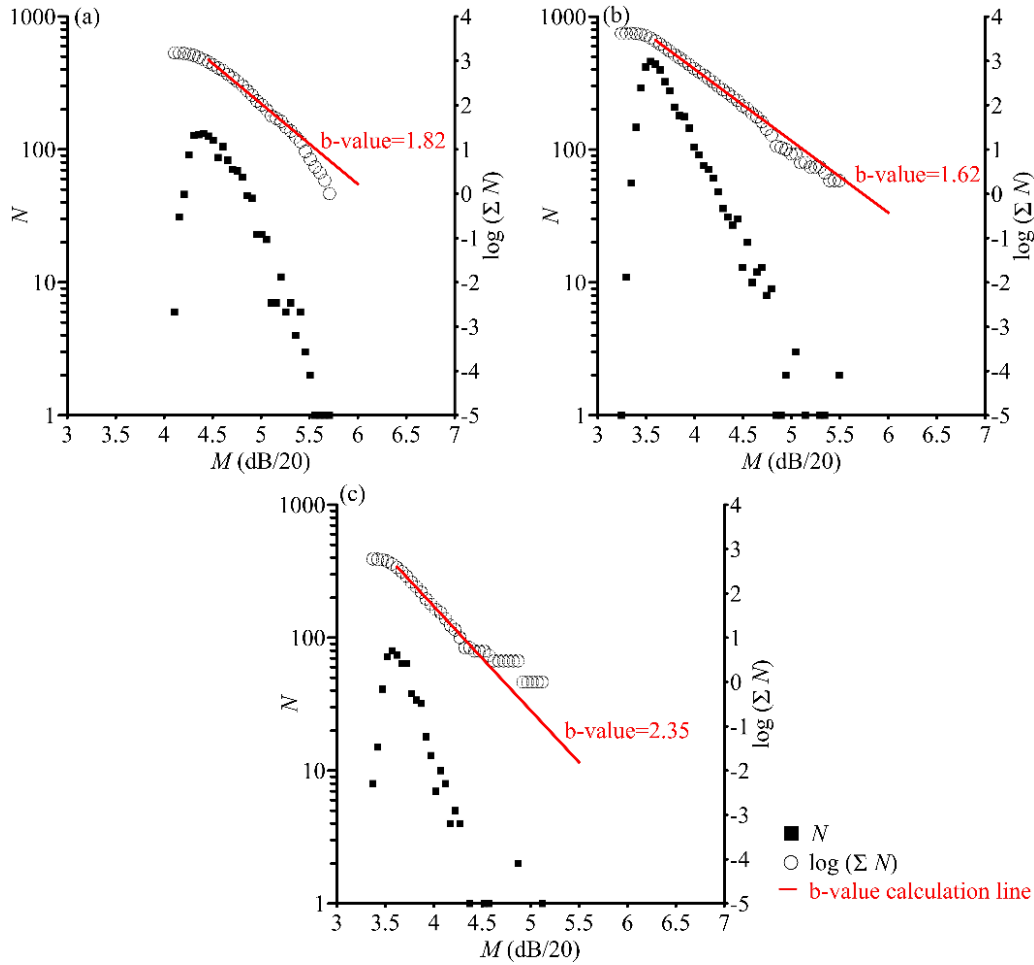 (a)
1000
100
10
1
N
4
3
2
1
0
-1
-2
-3
-4
-5
log (Σ N)
b-value=1.82
3 3.5 4 4.5 5 5.5 6 6.5 7
M (dB/20)
(b)
1000
100
10
1
N
4
3
2
1
0
-1
-2
-3
-4
-5
log (Σ N)
b-value=1.62
3 3.5 4 4.5 5 5.5 6 6.5 7
M (dB/20)
(c)
1000
100
10
1
N
4
3
2
1
0
-1
-2
-3
-4
-5
log (Σ N)
b-value=2.35
3 3.5 4 4.5 5 5.5 6 6.5 7
M (dB/20)
N
log (Σ N)
b-value calculation line